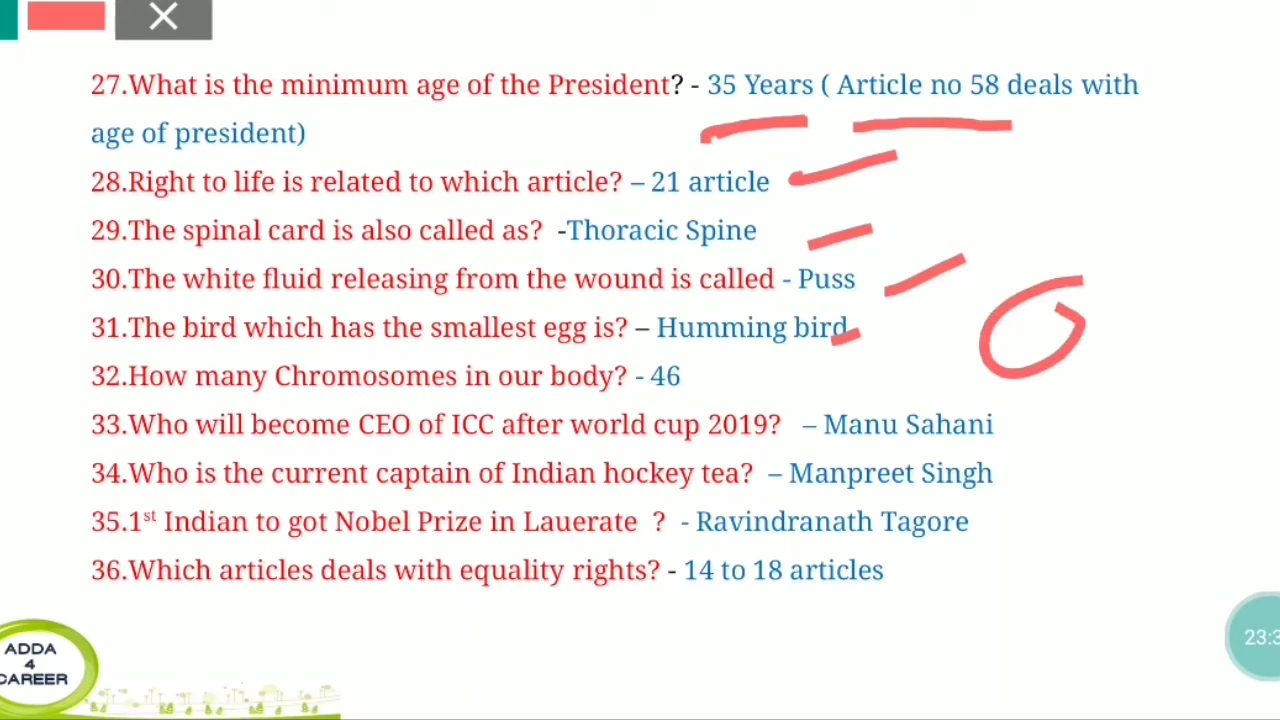 27.What is the minimum age of the President? - 35 Years ( Article no 58 deals with
age of president)
28.Right to life is related to which article? – 21 article
29.The spinal card is also called as?  -Thoracic Spine
30.The white fluid releasing from the wound is called - Puss
31.The bird which has the smallest egg is? – Humming bird
32.How many Chromosomes in our body? - 46
33.Who will become CEO of ICC after world cup 2019?   – Manu Sahani
34.Who is the current captain of Indian hockey tea?  – Manpreet Singh
35.1st Indian to got Nobel Prize in Lauerate  ?  - Ravindranath Tagore
36.Which articles deals with equality rights? - 14 to 18 articles
ADDA
4
CAREER